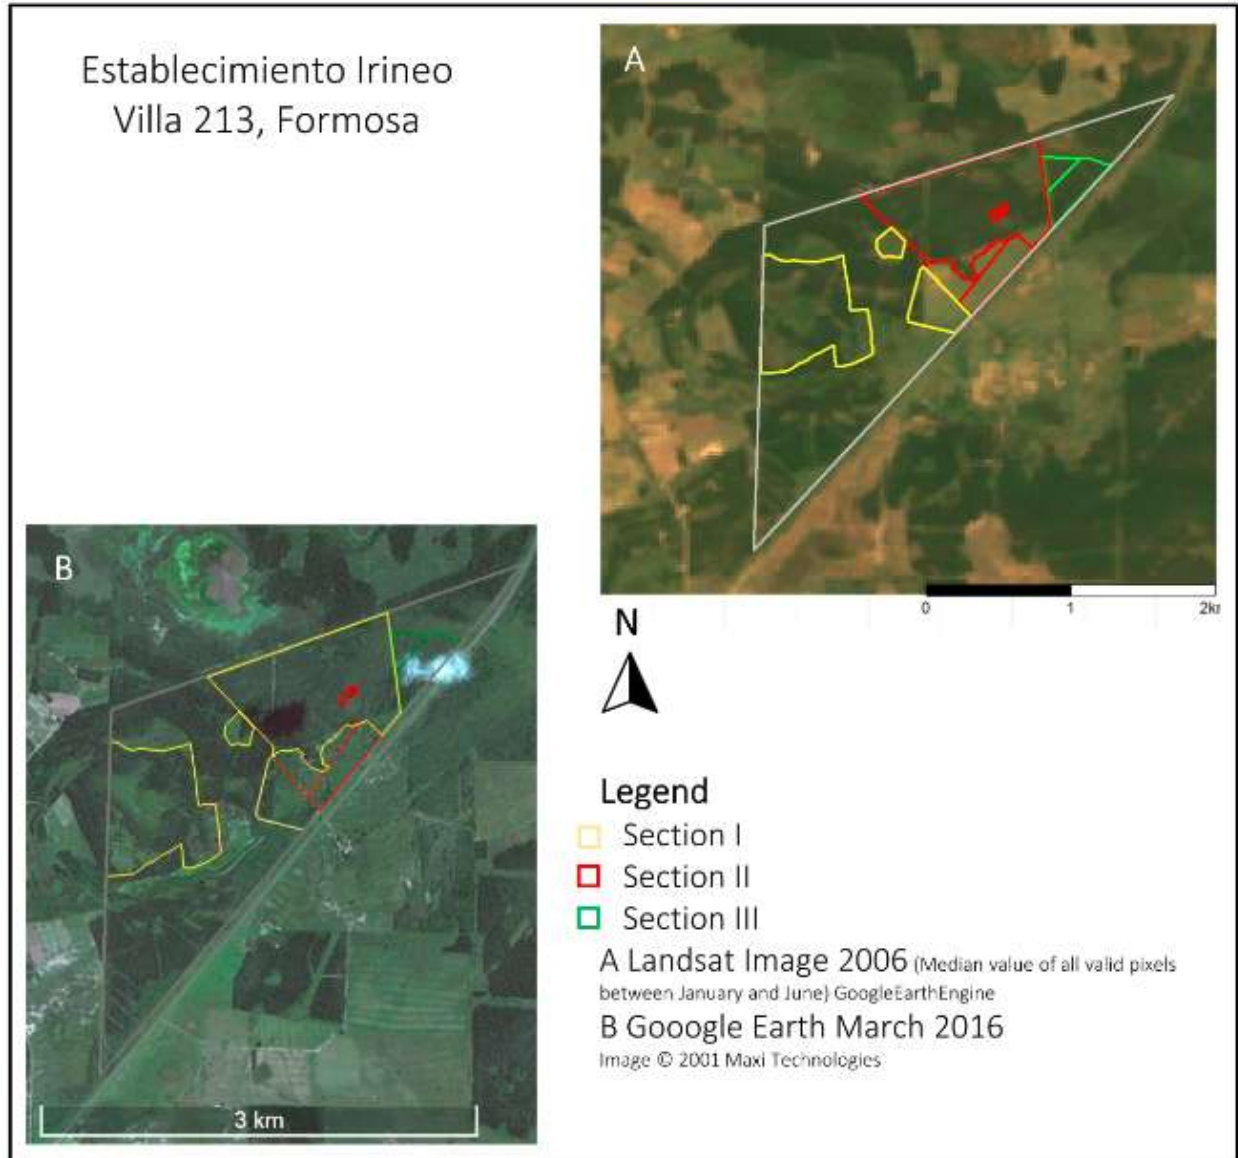 Establecimiento Irineo
Villa 213, Formosa
A
B
0 1 2kr
N
3 km
Legend
Section I
Section II
Section III
A Landsat Image 2006 (Median value of all valid pixels
between January and June) GoogleEarthEngine
B Gooogle Earth March 2016
Image © 2001 Maxi Technologies